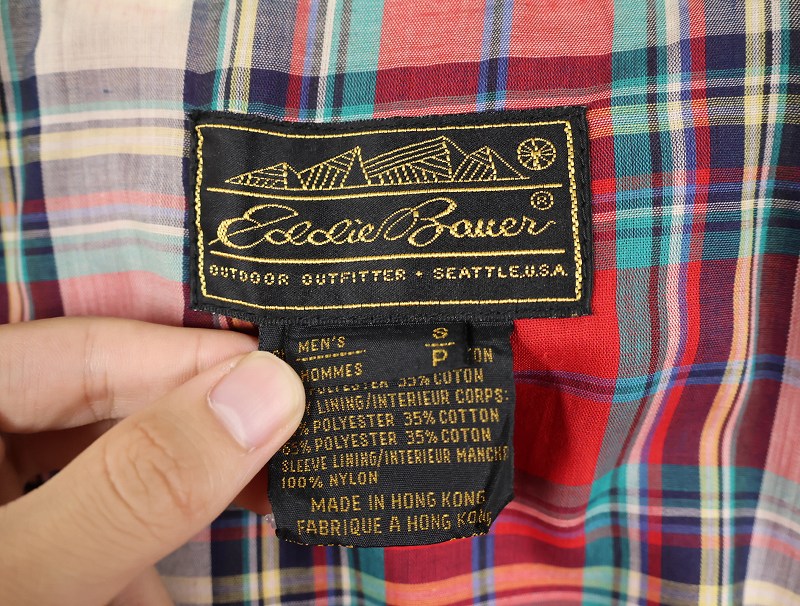 Eddie Bauer ®
OUTDOOR OUTFITTER • SEATTLE, U.S.A.
MEN'S S
HOMMES P
POLYESTER 35% COTON
LINING/INTERIEUR CORPS:
POLYESTER 35% COTTON
65% POLYESTER 35% COTON
SLEEVE LINING/INTERIEUR MANCHE
100% NYLON
MADE IN HONG KONG
FABRIQUE A HONG KONG